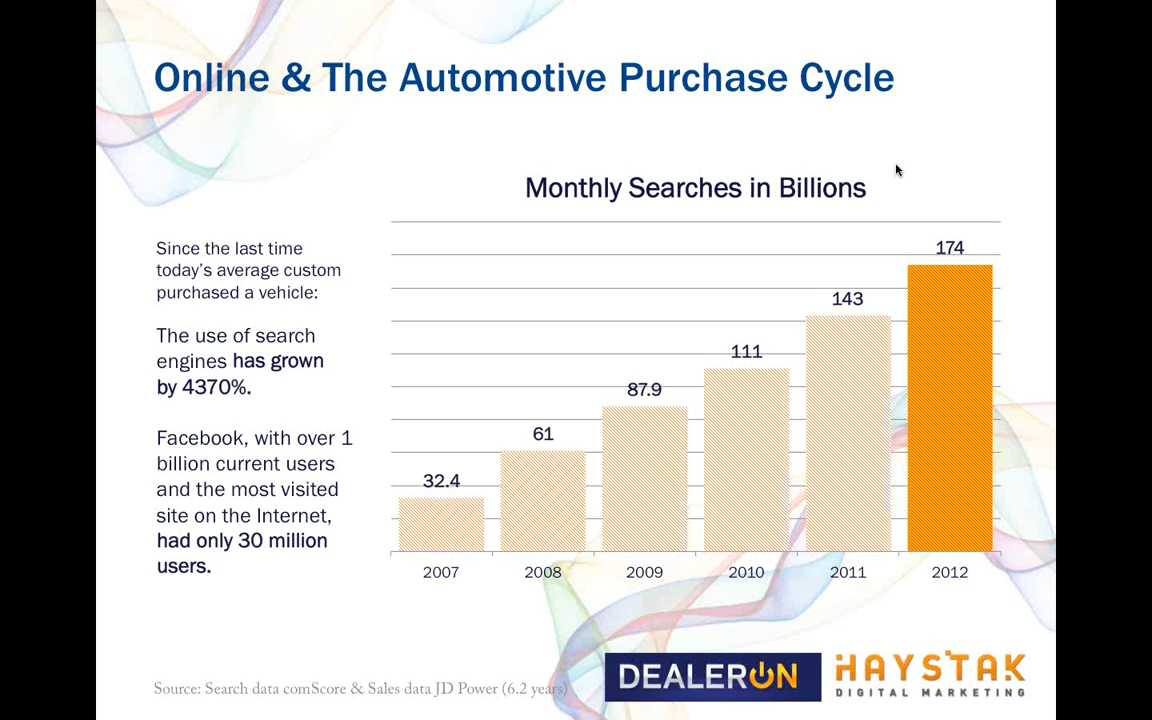 Online & The Automotive Purchase Cycle
Monthly Searches in Billions
Since the last time
today's average custom
purchased a vehicle:
The use of search
engines has grown
by 4370%.
Facebook, with over 1
billion current users
and the most visited
site on the Internet,
had only 30 million
users.
32.4
61
87.9
111
143
174
2007
2008
2009
2010
2011
2012
Source: Search data comScore & Sales data JD Power (6.2 years)
DEALERON
HAYSTAK
DIGITAL MARKETING